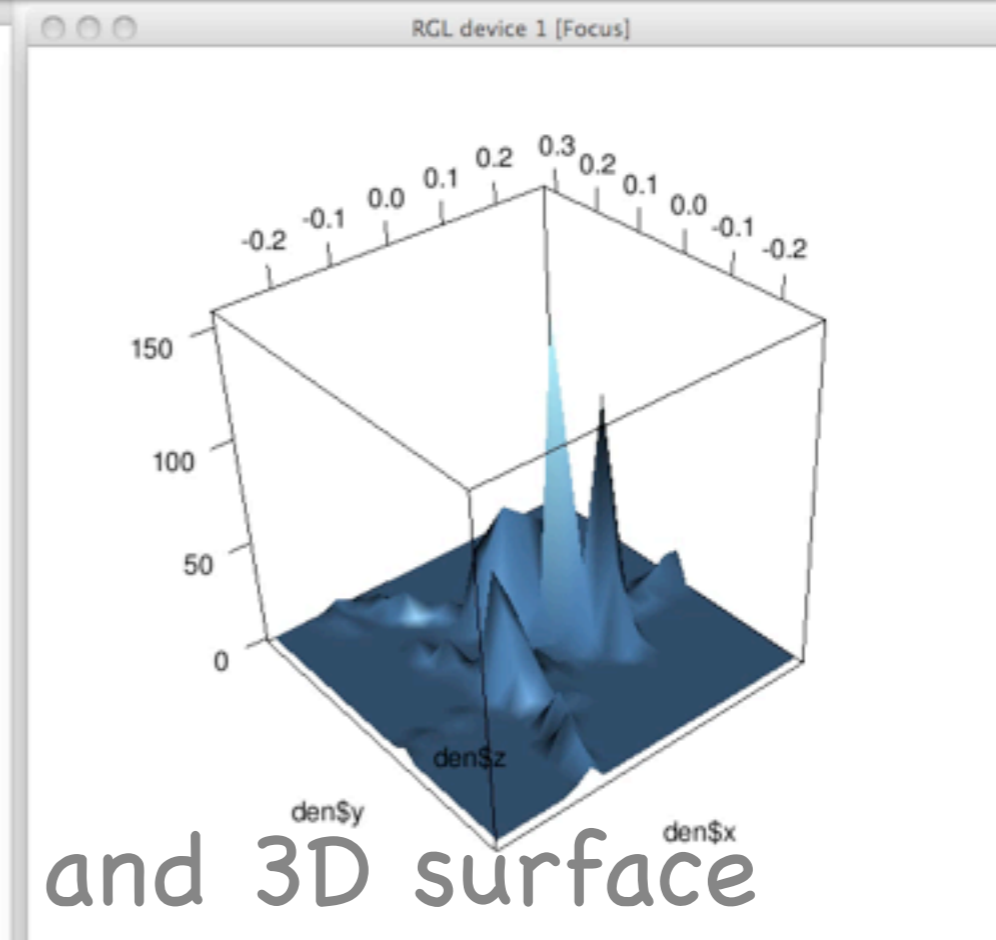 RGL device 1 [Focus]
-0.2 -0.1 0.0 0.1 0.2 0.3 0.2 0.1 0.0 -0.1 -0.2
150
100
50
0
den$z
den$y
den$x
and 3D surface